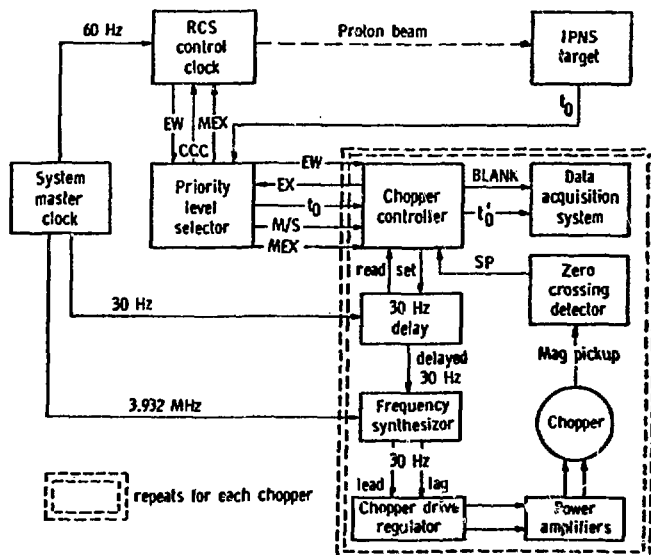 60 Hz
RCS
control
clock
Proton beam
IPNS
target
t0
EW
CCC
MEX
System
master
clock
Priority
level
selector
EW
EX
t0
M/S
MEX
Chopper
controller
BLANK
t0'
Data
acquisition
system
read
set
SP
Zero
crossing
detector
30 Hz
30 Hz
delay
Mag pickup
delayed
30 Hz
3.932 MHz
Frequency
synthesizor
Chopper
30 Hz
lead
lag
repeats for each chopper
Chopper drive
regulator
Power
amplifiers